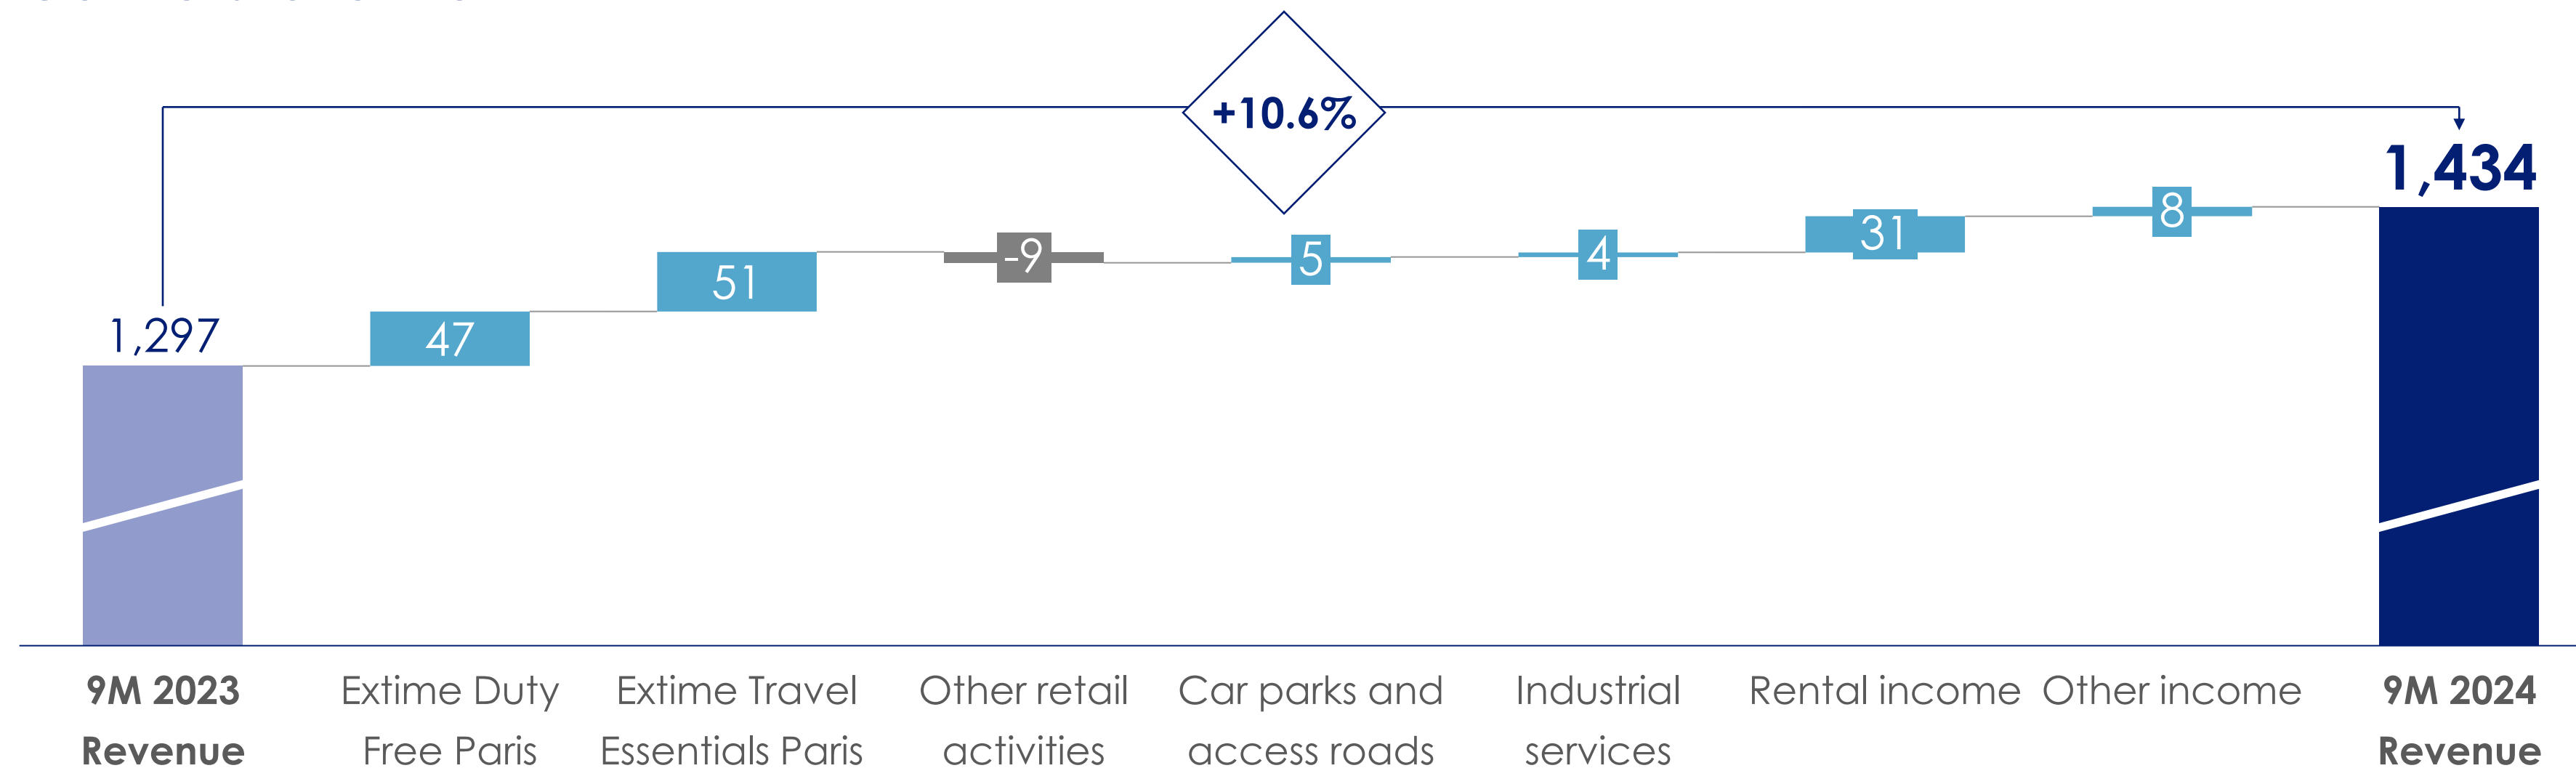 +10.6%
1,434
1,297
47
51
-9
5
4
31
8
9M 2023
Revenue
Extime Duty
Free Paris
Extime Travel
Essentials Paris
Other retail
activities
Car parks and
access roads
Industrial
services
Rental income
Other income
9M 2024
Revenue